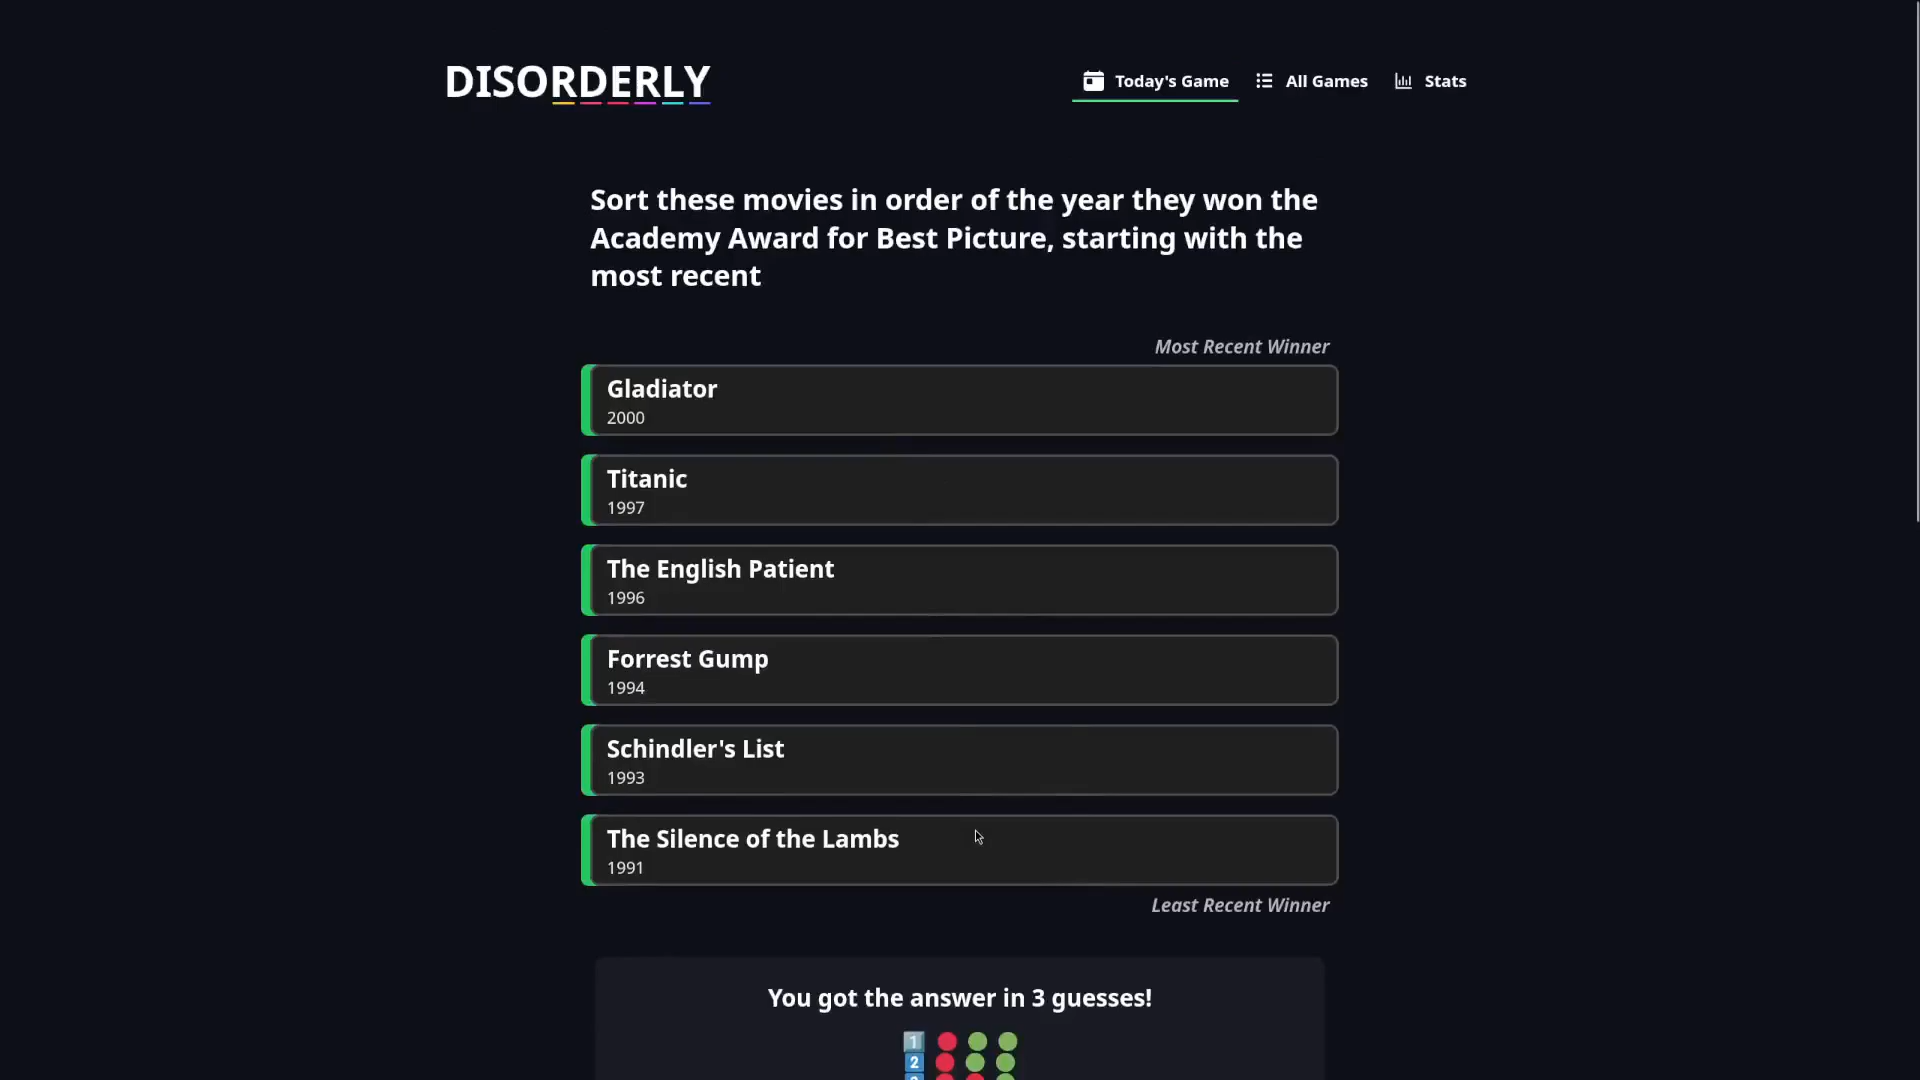 DISORDERLY
Today's Game
All Games
Stats
Sort these movies in order of the year they won the
Academy Award for Best Picture, starting with the
most recent
Most Recent Winner
Gladiator
2000
Titanic
1997
The English Patient
1996
Forrest Gump
1994
Schindler's List
1993
The Silence of the Lambs
1991
Least Recent Winner
You got the answer in 3 guesses!
1
2